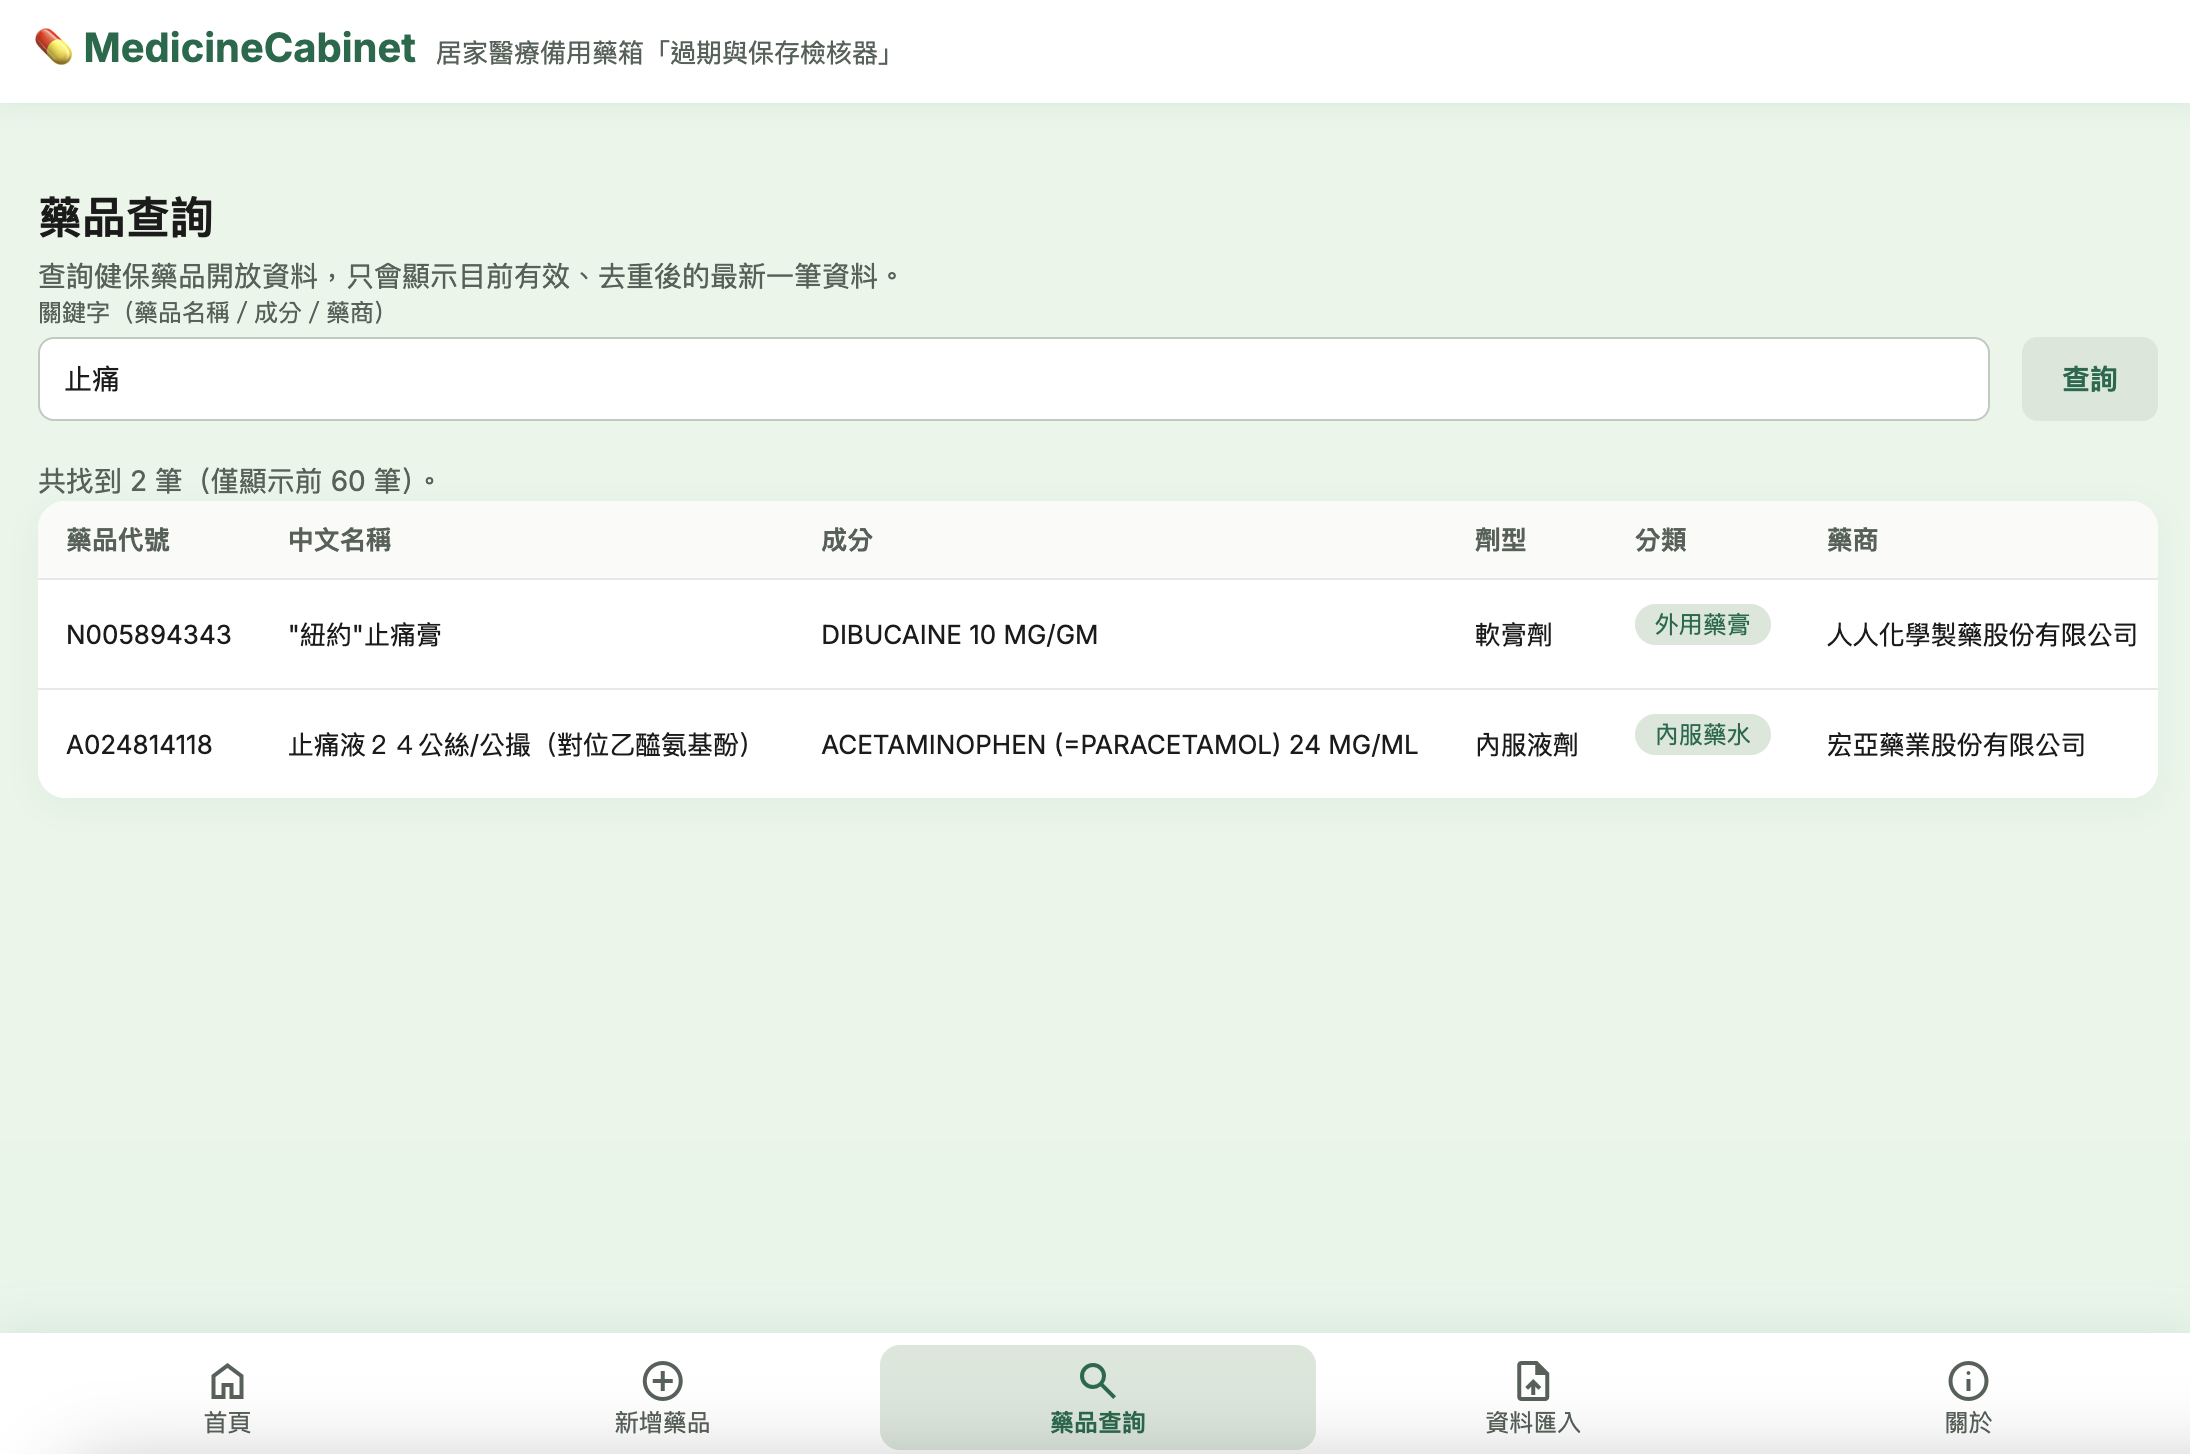 MedicineCabinet 居家醫療備用藥箱「過期與保存檢核器」
藥品查詢
查詢健保藥品開放資料，只會顯示目前有效、去重後的最新一筆資料。
關鍵字（藥品名稱 / 成分 / 藥商）
止痛 查詢
共找到 2 筆（僅顯示前 60 筆）。
藥品代號 中文名稱 成分 劑型 分類 藥商
N005894343 "紐約"止痛膏 DIBUCAINE 10 MG/GM 軟膏劑 外用藥膏 人人化學製藥股份有限公司
A024814118 止痛液２４公絲/公撮（對位乙醯氨基酚） ACETAMINOPHEN (=PARACETAMOL) 24 MG/ML 內服液劑 內服藥水 宏亞藥業股份有限公司
首頁 新增藥品 藥品查詢 資料匯入 關於